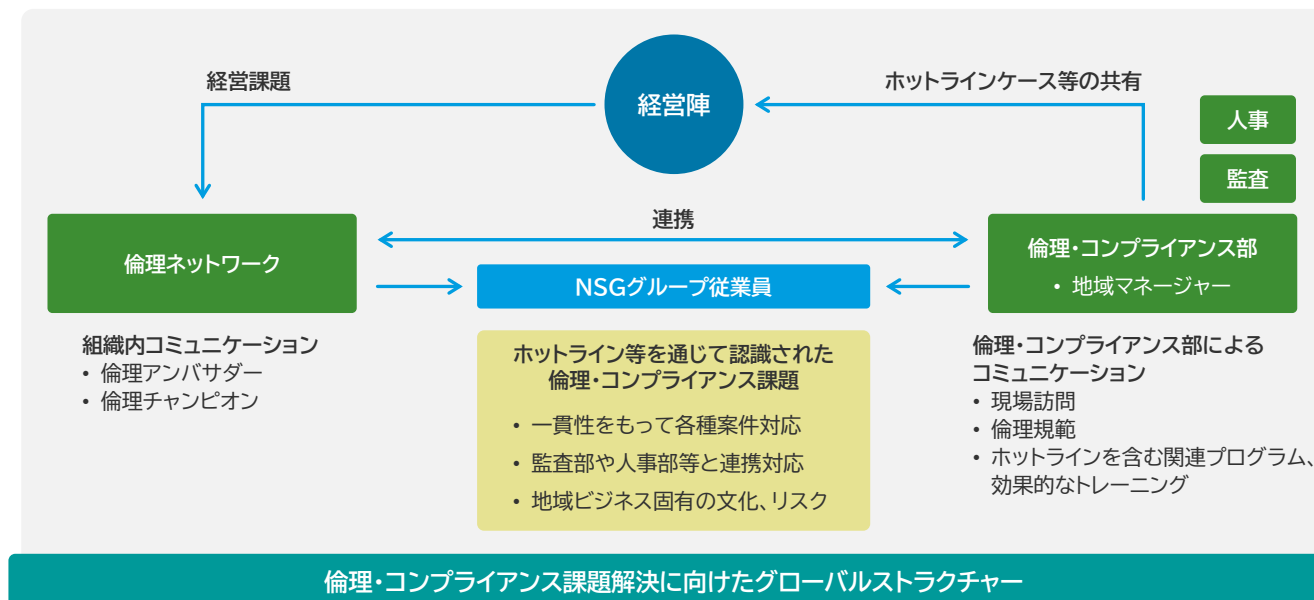 経営課題
経営陣
ホットラインケース等の共有
人事
監査
連携
倫理ネットワーク
NSGグループ従業員
倫理・コンプライアンス部
• 地域マネージャー
組織内コミュニケーション
• 倫理アンバサダー
• 倫理チャンピオン
ホットライン等を通じて認識された
倫理・コンプライアンス課題
• 一貫性をもって各種案件対応
• 監査部や人事部等と連携対応
• 地域ビジネス固有の文化、リスク
倫理・コンプライアンス部による
コミュニケーション
• 現場訪問
• 倫理規範
• ホットラインを含む関連プログラム、
効果的なトレーニング
倫理・コンプライアンス課題解決に向けたグローバルストラクチャー